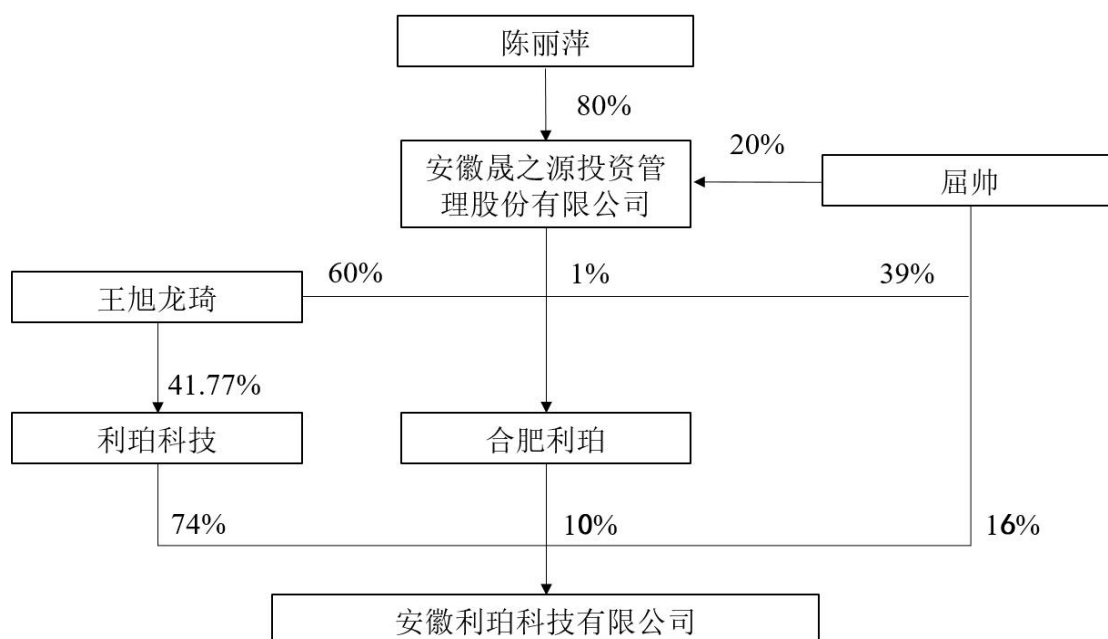 陈丽萍
80%
安徽晟之源投资管
理股份有限公司
20%
屈帅
60%
1%
39%
王旭龙琦
41.77%
利珀科技
合肥利珀
74%
10%
16%
安徽利珀科技有限公司